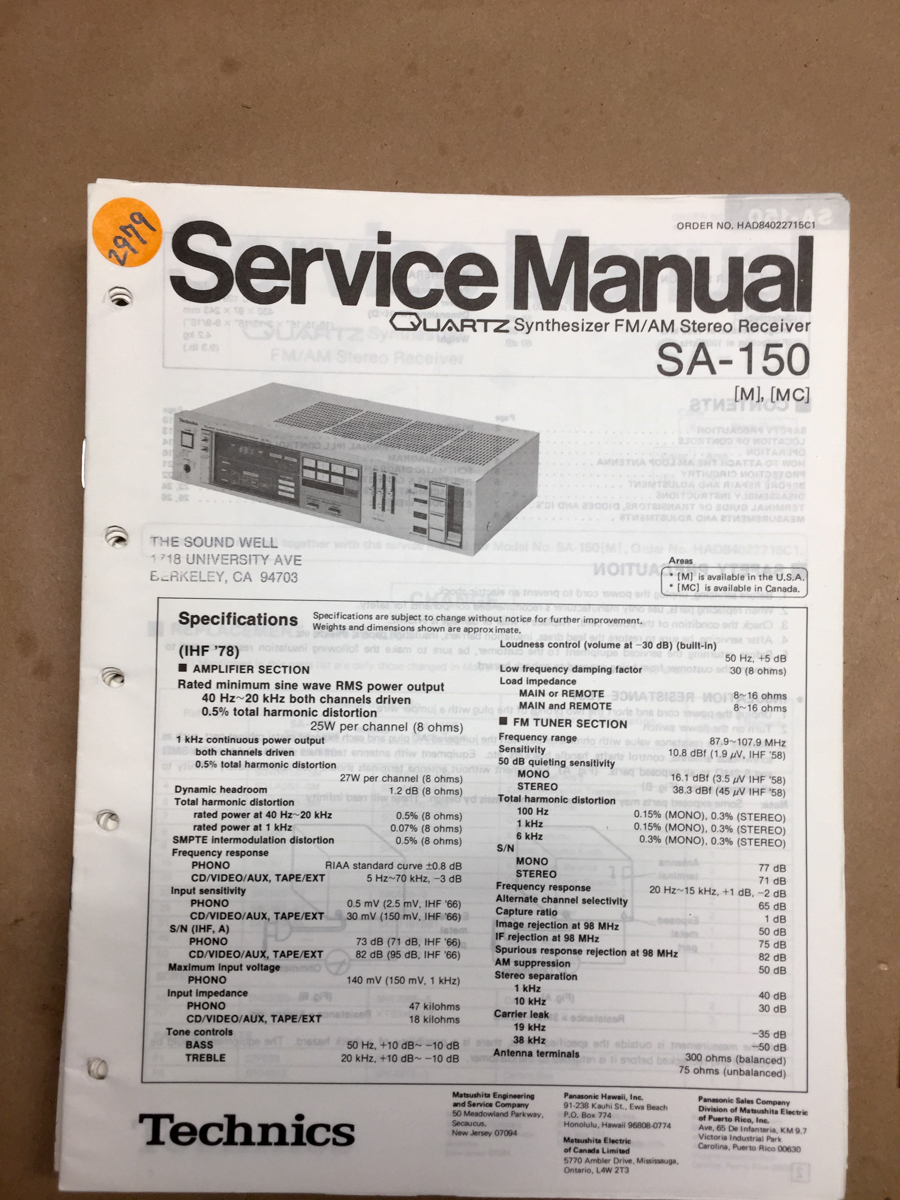 2979
ORDER NO. HAD84022715C1
Service Manual
QUARTZ Synthesizer FM/AM Stereo Receiver
SA-150
[M], [MC]
Technics
THE SOUND WELL
1718 UNIVERSITY AVE
BERKELEY, CA 94703
Areas
* [M] is available in the U.S.A.
* [MC] is available in Canada.
Specifications
Specifications are subject to change without notice for further improvement.
Weights and dimensions shown are approximate.
(IHF '78)
■ AMPLIFIER SECTION
Rated minimum sine wave RMS power output
40 Hz~20 kHz both channels driven
0.5% total harmonic distortion
25W per channel (8 ohms)
1 kHz continuous power output
both channels driven
0.5% total harmonic distortion
27W per channel (8 ohms)
Dynamic headroom 1.2 dB (8 ohms)
Total harmonic distortion
rated power at 40 Hz~20 kHz 0.5% (8 ohms)
rated power at 1 kHz 0.07% (8 ohms)
SMPTE intermodulation distortion 0.5% (8 ohms)
Frequency response
PHONO RIAA standard curve ±0.8 dB
CD/VIDEO/AUX, TAPE/EXT 5 Hz~70 kHz, −3 dB
Input sensitivity
PHONO 0.5 mV (2.5 mV, IHF '66)
CD/VIDEO/AUX, TAPE/EXT 30 mV (150 mV, IHF '66)
S/N (IHF, A)
PHONO 73 dB (71 dB, IHF '66)
CD/VIDEO/AUX, TAPE/EXT 82 dB (95 dB, IHF '66)
Maximum input voltage
PHONO 140 mV (150 mV, 1 kHz)
Input impedance
PHONO 47 kilohms
CD/VIDEO/AUX, TAPE/EXT 18 kilohms
Tone controls
BASS 50 Hz, +10 dB~ −10 dB
TREBLE 20 kHz, +10 dB~ −10 dB
Loudness control (volume at −30 dB) (built-in)
50 Hz, +5 dB
Low frequency damping factor 30 (8 ohms)
Load impedance
MAIN or REMOTE 8~16 ohms
MAIN and REMOTE 8~16 ohms
■ FM TUNER SECTION
Frequency range 87.9~107.9 MHz
Sensitivity 10.8 dBf (1.9 µV, IHF '58)
50 dB quieting sensitivity
MONO 16.1 dBf (3.5 µV IHF '58)
STEREO 38.3 dBf (45 µV IHF '58)
Total harmonic distortion
100 Hz 0.15% (MONO), 0.3% (STEREO)
1 kHz 0.15% (MONO), 0.3% (STEREO)
6 kHz 0.3% (MONO), 0.3% (STEREO)
S/N
MONO 77 dB
STEREO 71 dB
Frequency response 20 Hz~15 kHz, +1 dB, −2 dB
Alternate channel selectivity 65 dB
Capture ratio 1 dB
Image rejection at 98 MHz 50 dB
IF rejection at 98 MHz 75 dB
Spurious response rejection at 98 MHz 82 dB
AM suppression 50 dB
Stereo separation
1 kHz 40 dB
10 kHz 30 dB
Carrier leak
19 kHz −35 dB
38 kHz −50 dB
Antenna terminals 300 ohms (balanced)
75 ohms (unbalanced)
Technics
Matsushita Engineering
and Service Company
50 Meadowland Parkway,
Secaucus,
New Jersey 07094
Panasonic Hawaii, Inc.
91-238 Kauhi St., Ewa Beach
P.O. Box 774
Honolulu, Hawaii 96808-0774
Matsushita Electric
of Canada Limited
5770 Ambler Drive, Mississauga,
Ontario, L4W 2T3
Panasonic Sales Company
Division of Matsushita Electric
of Puerto Rico, Inc.
Ave, 65 De Infanteria, KM 9.7
Victoria Industrial Park
Carolina, Puerto Rico 00630